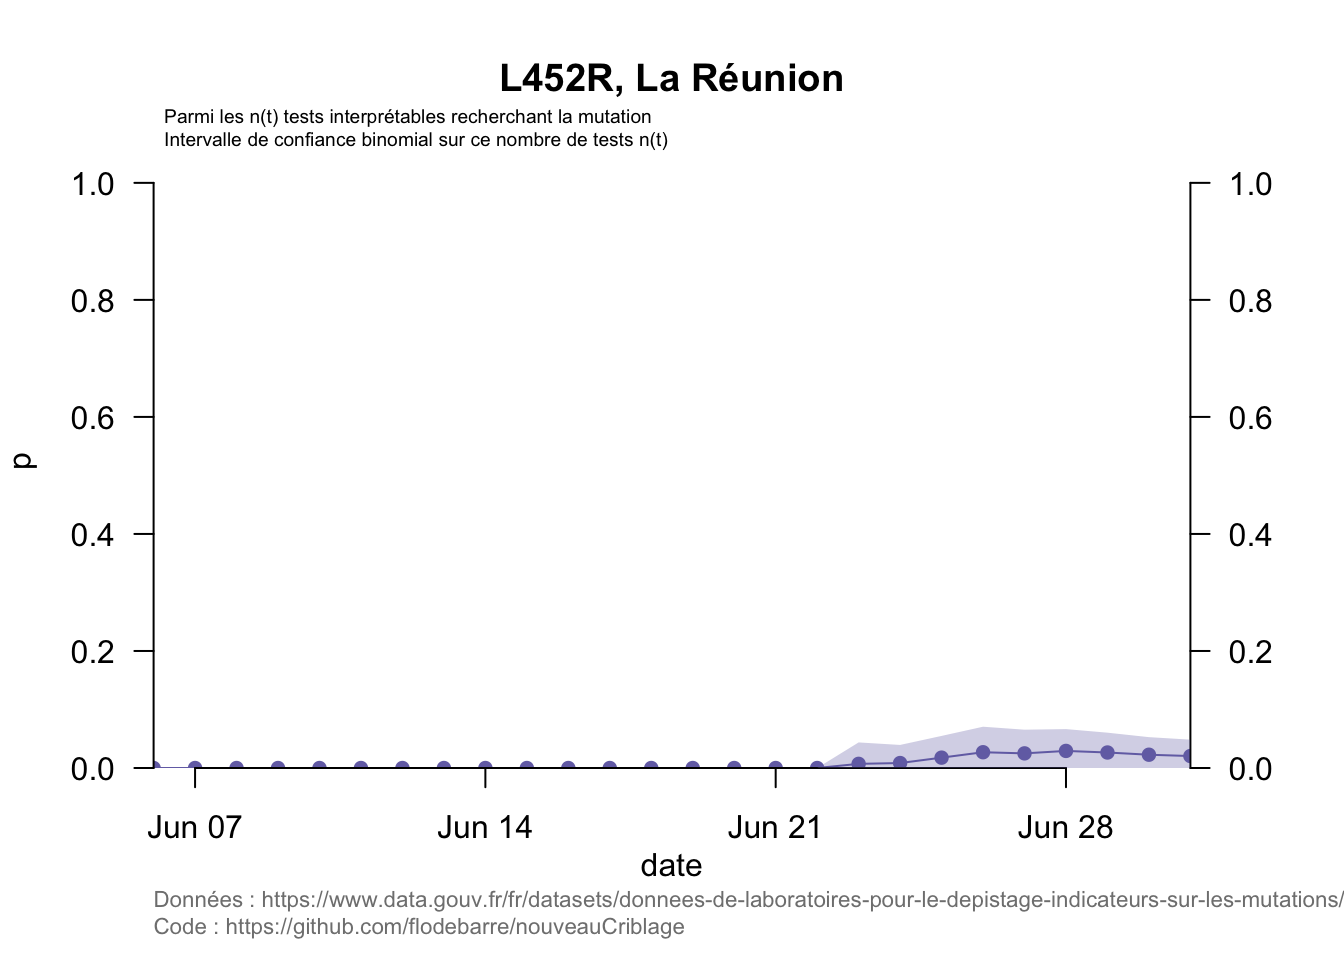 L452R, La Réunion
Parmi les n(t) tests interprétables recherchant la mutation
Intervalle de confiance binomial sur ce nombre de tests n(t)
1.0 1.0
0.8 0.8
0.6 0.6
p
0.4 0.4
0.2 0.2
0.0 0.0
Jun 07 Jun 14 Jun 21 Jun 28
date
Données : https://www.data.gouv.fr/fr/datasets/donnees-de-laboratoires-pour-le-depistage-indicateurs-sur-les-mutations/
Code : https://github.com/flodebarre/nouveauCriblage